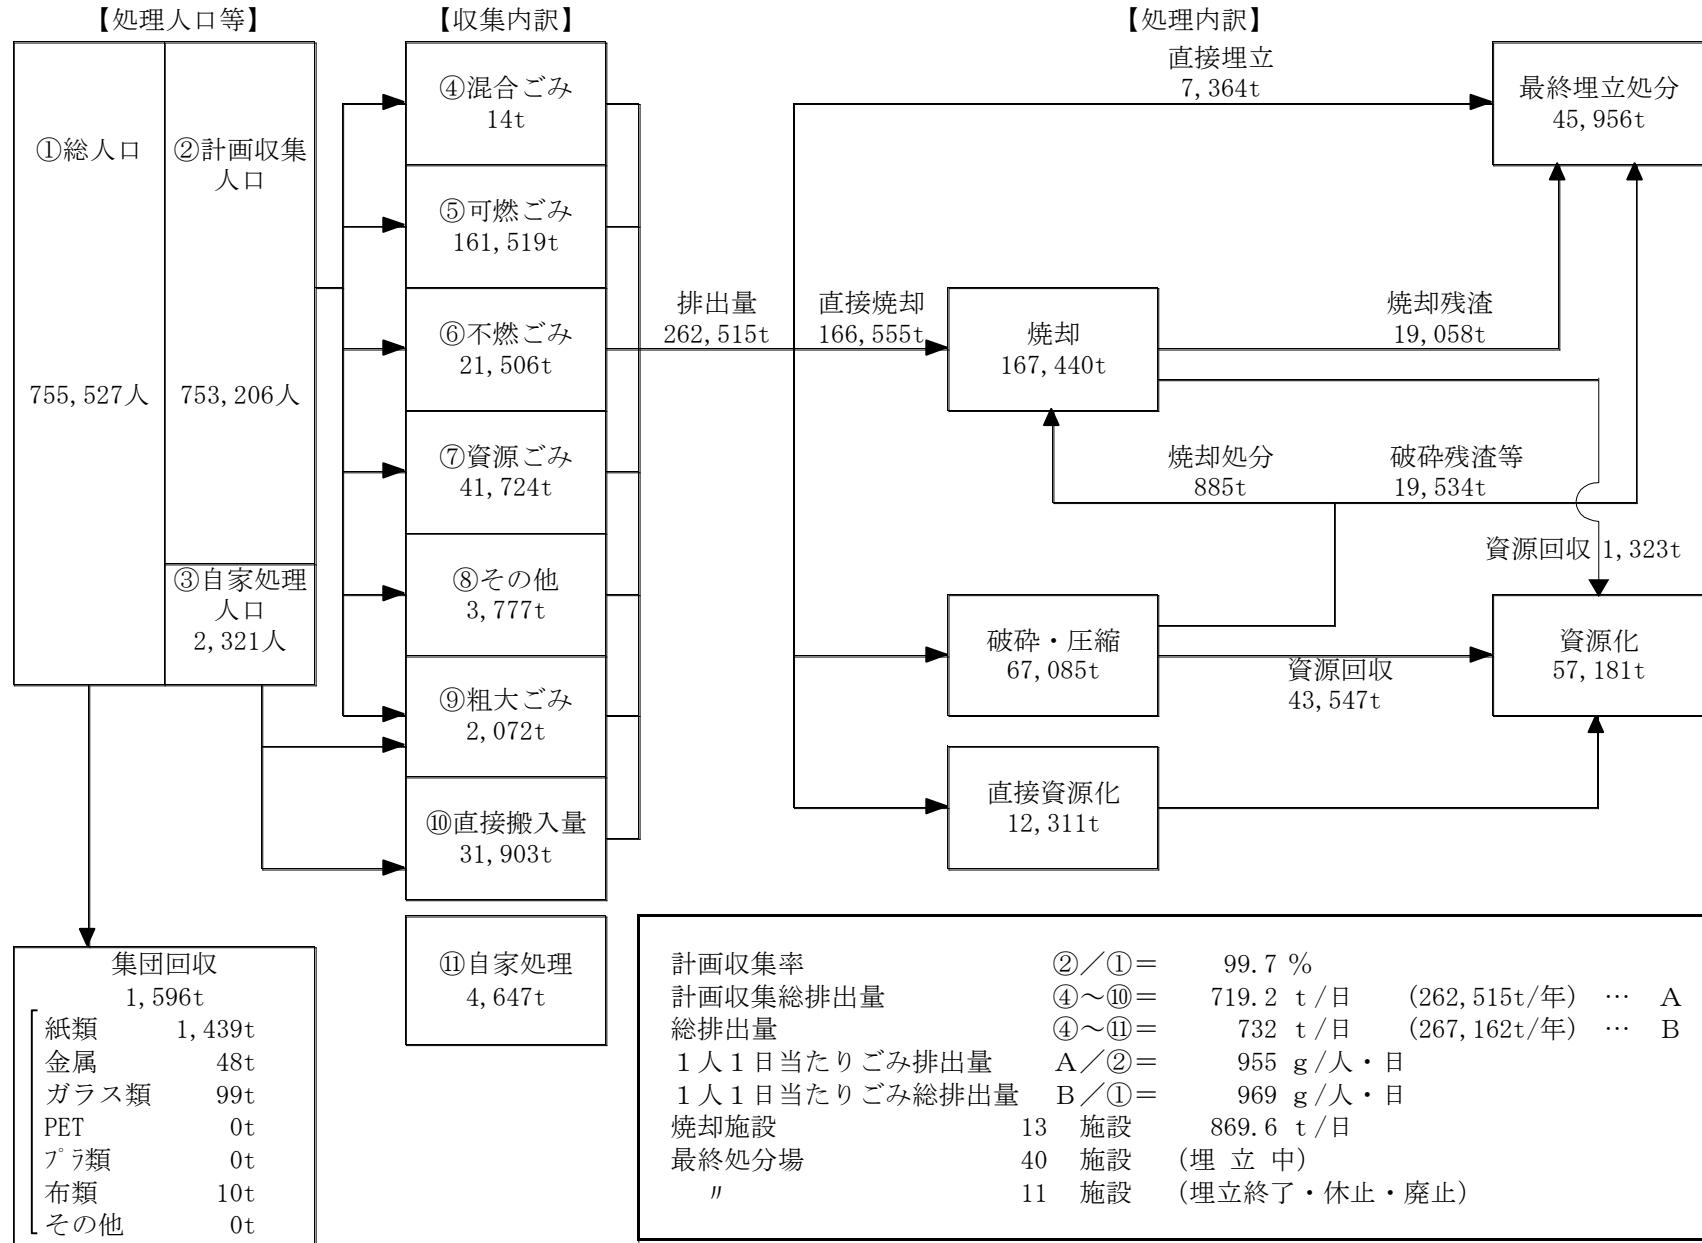 【処理人口等】
【収集内訳】
【処理内訳】
①総人口
755,527人
②計画収集
人口
753,206人
③自家処理
人口
2,321人
④混合ごみ
14t
⑤可燃ごみ
161,519t
⑥不燃ごみ
21,506t
⑦資源ごみ
41,724t
⑧その他
3,777t
⑨粗大ごみ
2,072t
⑩直接搬入量
31,903t
⑪自家処理
4,647t
排出量
262,515t
直接埋立
7,364t
最終埋立処分
45,956t
直接焼却
166,555t
焼却
167,440t
焼却残渣
19,058t
焼却処分
885t
破砕残渣等
19,534t
資源回収 1,323t
破砕・圧縮
67,085t
資源回収
43,547t
資源化
57,181t
直接資源化
12,311t
集団回収
1,596t
紙類 1,439t
金属 48t
ガラス類 99t
PET 0t
プラ類 0t
布類 10t
その他 0t
計画収集率 ②／①＝ 99.7 %
計画収集総排出量 ④～⑩＝ 719.2 t/日 (262,515t/年) … A
総排出量 ④～⑪＝ 732 t/日 (267,162t/年) … B
1人1日当たりごみ排出量 A／②＝ 955 g/人・日
1人1日当たりごみ総排出量 B／①＝ 969 g/人・日
焼却施設 13 施設 869.6 t/日
最終処分場 40 施設 (埋 立 中)
〃 11 施設 (埋立終了・休止・廃止)